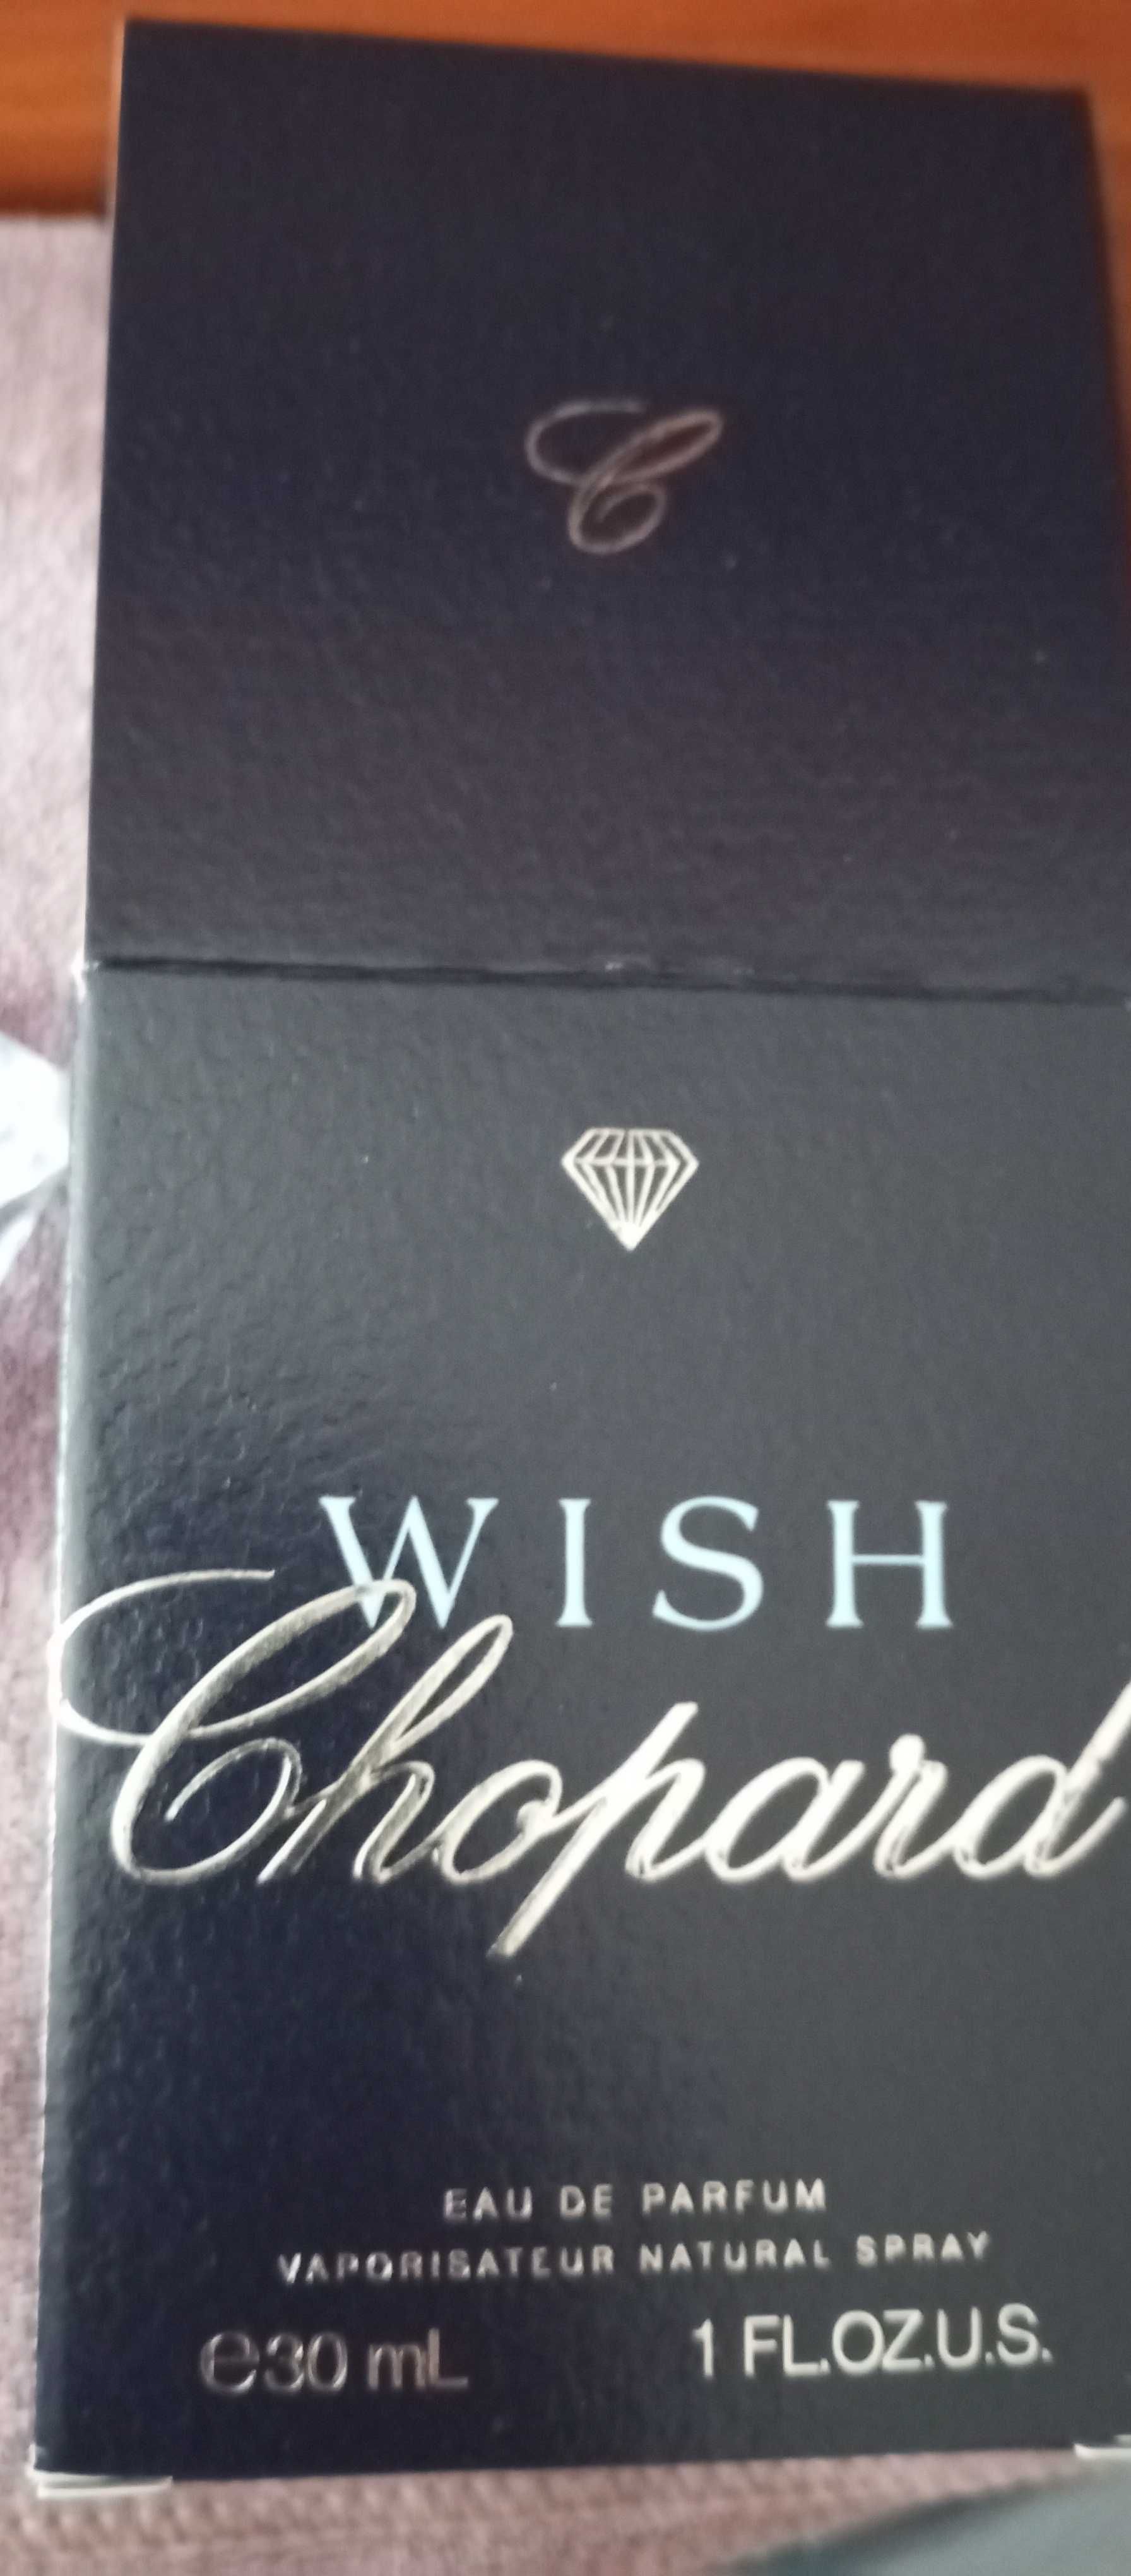 C
WISH
Chopard
EAU DE PARFUM
VAPORISATEUR NATURAL SPRAY
℮30 mL 1 FL.OZ.U.S.